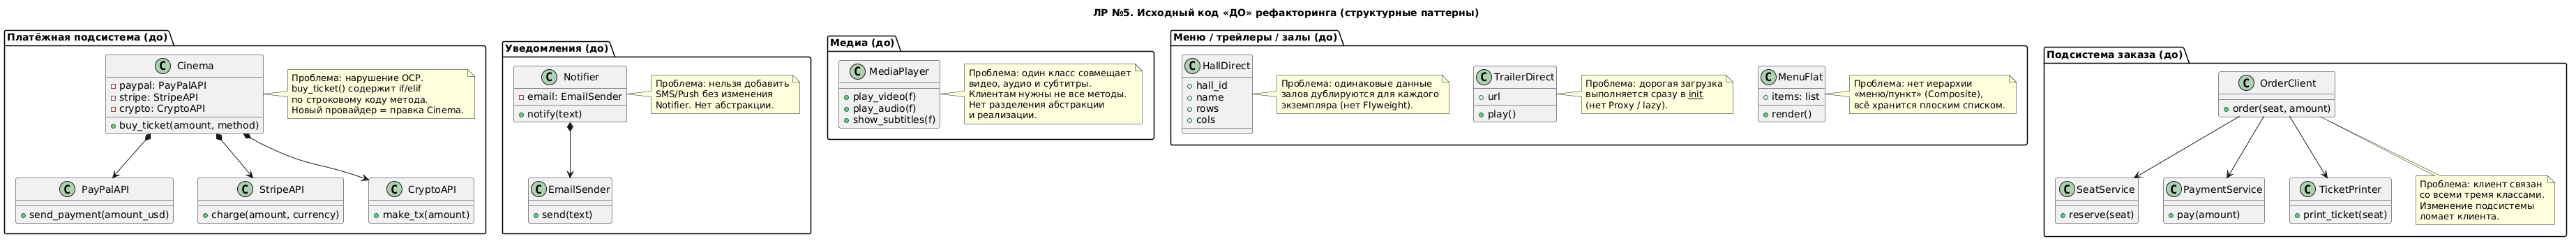 ЛР №5. Исходный код «ДО» рефакторинга (структурные паттерны)
Платёжная подсистема (до)
C Cinema
paypal: PayPalAPI
stripe: StripeAPI
crypto: CryptoAPI
buy_ticket(amount, method)
Проблема: нарушение OCP.
buy_ticket() содержит if/elif
по строковому коду метода.
Новый провайдер = правка Cinema.
C PayPalAPI
send_payment(amount_usd)
C StripeAPI
charge(amount, currency)
C CryptoAPI
make_tx(amount)
Уведомления (до)
C Notifier
email: EmailSender
notify(text)
Проблема: нельзя добавить
SMS/Push без изменения
Notifier. Нет абстракции.
C EmailSender
send(text)
Медиа (до)
C MediaPlayer
play_video(f)
play_audio(f)
show_subtitles(f)
Проблема: один класс совмещает
видео, аудио и субтитры.
Клиентам нужны не все методы.
Нет разделения абстракции
и реализации.
Меню / трейлеры / залы (до)
C HallDirect
hall_id
name
rows
cols
Проблема: одинаковые данные
залов дублируются для каждого
экземпляра (нет Flyweight).
C TrailerDirect
url
play()
Проблема: дорогая загрузка
выполняется сразу в init
(нет Proxy / lazy).
C MenuFlat
items: list
render()
Проблема: нет иерархии
«меню/пункт» (Composite),
всё хранится плоским списком.
Подсистема заказа (до)
C OrderClient
order(seat, amount)
C SeatService
reserve(seat)
C PaymentService
pay(amount)
C TicketPrinter
print_ticket(seat)
Проблема: клиент связан
со всеми тремя классами.
Изменение подсистемы
ломает клиента.